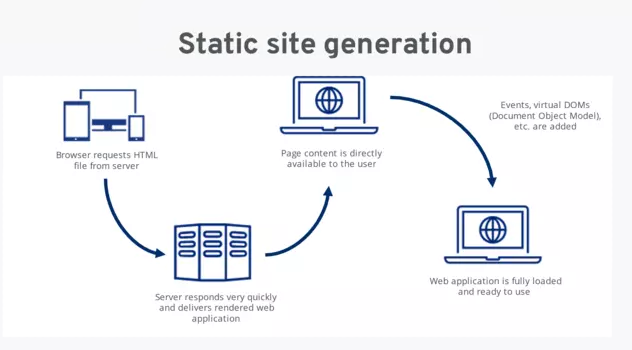 Static site generation
Browser requests HTML
file from server
Server responds very quickly
and delivers rendered web
application
Page content is directly
available to the user
Events, virtual DOMs
(Document Object Model),
etc. are added
Web application is fully loaded
and ready to use